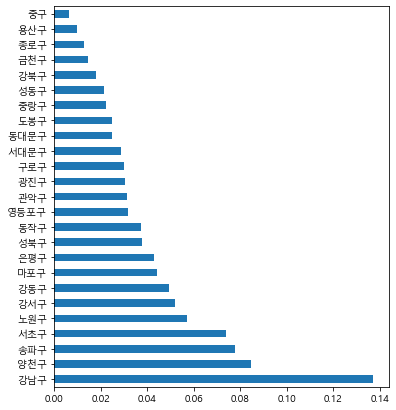 중구
용산구
종로구
금천구
강북구
성동구
중랑구
도봉구
동대문구
서대문구
구로구
광진구
관악구
영등포구
동작구
성북구
은평구
마포구
강동구
강서구
노원구
서초구
송파구
양천구
강남구
0.00 0.02 0.04 0.06 0.08 0.10 0.12 0.14